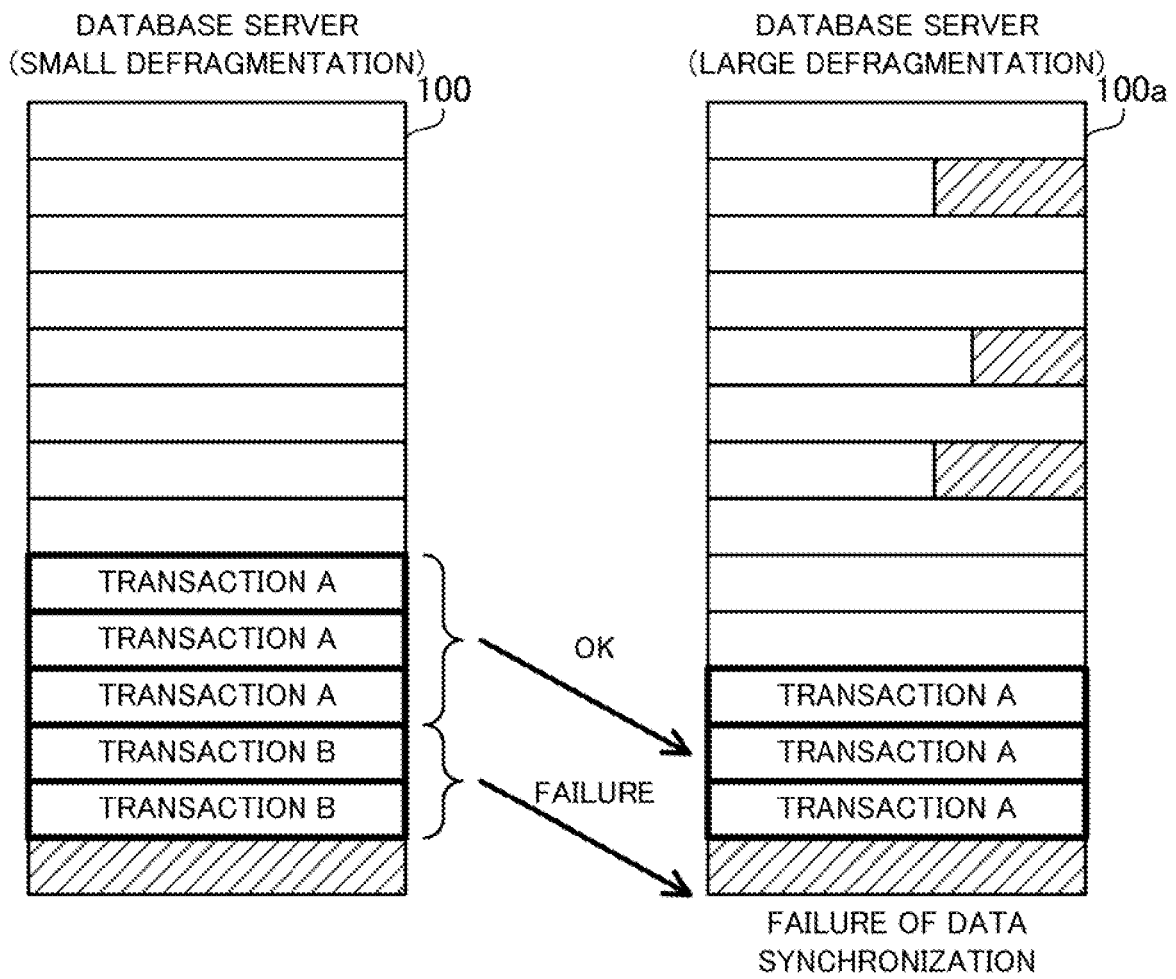 DATABASE SERVER
(SMALL DEFRAGMENTATION)
100
DATABASE SERVER
(LARGE DEFRAGMENTATION)
100a
TRANSACTION A
TRANSACTION A
TRANSACTION A
TRANSACTION B
TRANSACTION B
OK
FAILURE
TRANSACTION A
TRANSACTION A
TRANSACTION A
FAILURE OF DATA
SYNCHRONIZATION